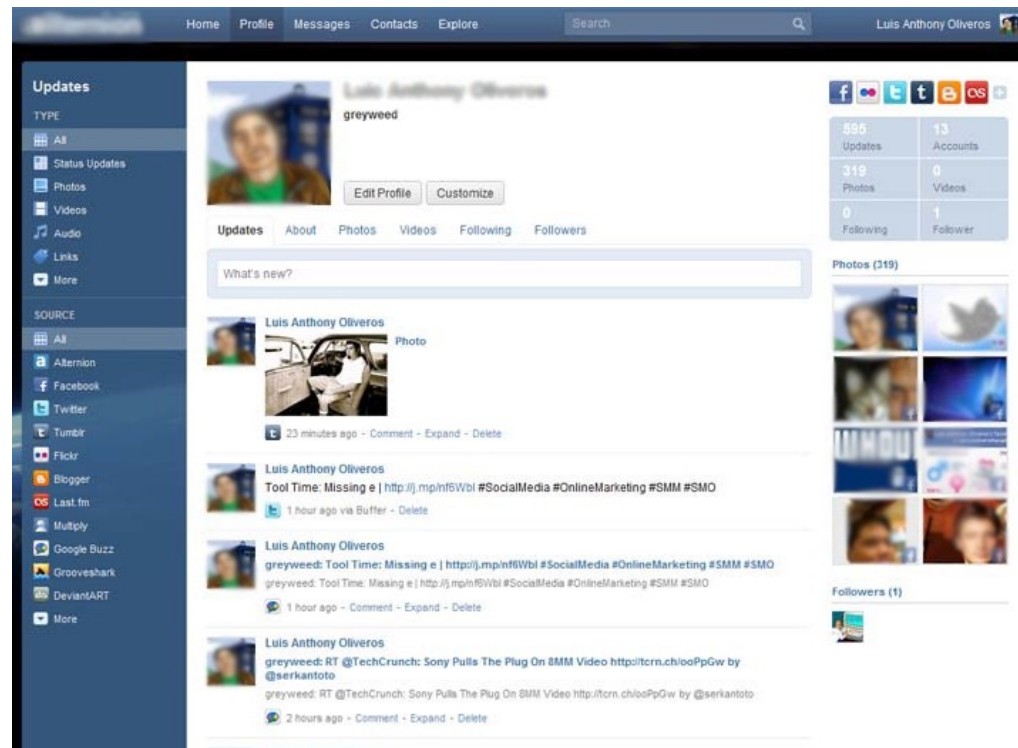 Home Profile Messages Contacts Explore Search Luis Anthony Oliveros
Updates
TYPE
All
Status Updates
Photos
Videos
Audio
Links
More
SOURCE
All
Alternion
Facebook
Twitter
Tumblr
Flickr
Blogger
Last.fm
Multiply
Google Buzz
Grooveshark
DeviantART
More
Luis Anthony Oliveros
greyweed
Edit Profile Customize
Updates About Photos Videos Following Followers
What's new?
Luis Anthony Oliveros
Photo
23 minutes ago - Comment - Expand - Delete
Luis Anthony Oliveros
Tool Time: Missing e | http://j.mp/nf6Wbl #SocialMedia #OnlineMarketing #SMM #SMO
1 hour ago via Buffer - Delete
Luis Anthony Oliveros
greyweed: Tool Time: Missing e | http://j.mp/nf6Wbl #SocialMedia #OnlineMarketing #SMM #SMO
greyweed: Tool Time: Missing e | http://j.mp/nf6Wbl #SocialMedia #OnlineMarketing #SMM #SMO
1 hour ago - Comment - Expand - Delete
Luis Anthony Oliveros
greyweed: RT @TechCrunch: Sony Pulls The Plug On 8MM Video http://tcrn.ch/ooPpGw by
@serkantoto
greyweed: RT @TechCrunch: Sony Pulls The Plug On 8MM Video http://tcrn.ch/ooPpGw by @serkantoto
2 hours ago - Comment - Expand - Delete
595 13
Updates Accounts
319 0
Photos Videos
0 1
Following Follower
Photos (319)
Followers (1)